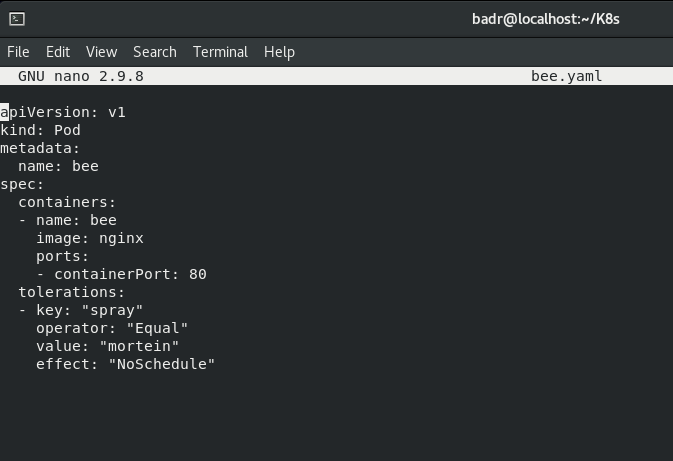 badr@localhost:~/K8s
File Edit View Search Terminal Help
GNU nano 2.9.8 bee.yaml
apiVersion: v1
kind: Pod
metadata:
  name: bee
spec:
  containers:
  - name: bee
    image: nginx
    ports:
    - containerPort: 80
  tolerations:
  - key: "spray"
    operator: "Equal"
    value: "mortein"
    effect: "NoSchedule"